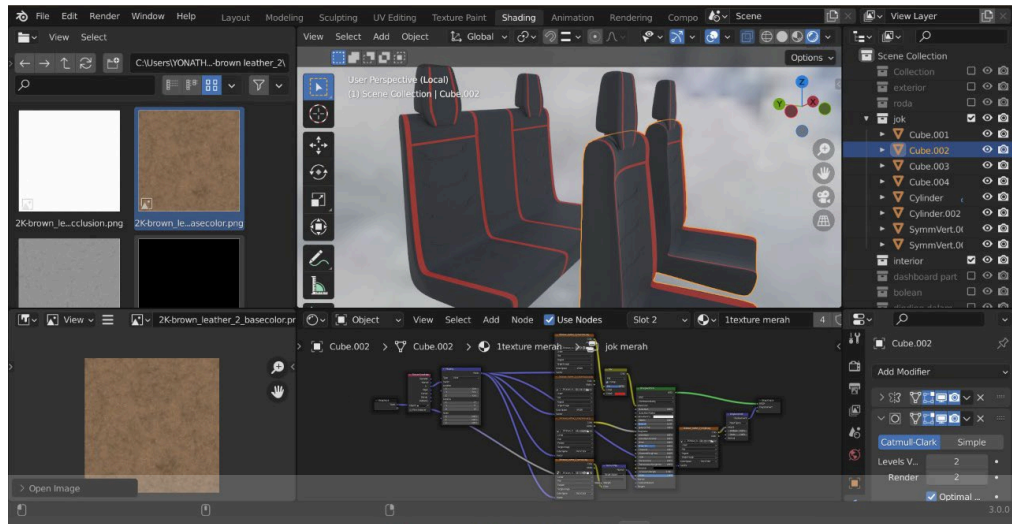 File Edit Render Window Help Layout Modeling Sculpting UV Editing Texture Paint Shading Animation Rendering Compo Scene View Layer
View Select
C:\Users\YONATH...-brown leather_2\
2K-brown_le...cclusion.png 2K-brown_le...asecolor.png
View Select Add Object Global
Options
User Perspective (Local)
(1) Scene Collection | Cube.002
Z
Y X
Scene Collection
Collection
exterior
roda
jok
Cube.001
Cube.002
Cube.003
Cube.004
Cylinder
Cylinder.002
SymmVert.00
SymmVert.00
interior
dashboard part
bolean
View 2K-brown_leather_2_basecolor.pr
Open Image
Object View Select Add Node Use Nodes Slot 2 1texture merah 4
Cube.002 > Cube.002 > 1texture merah > jok merah
Cube.002
Add Modifier
Catmull-Clark Simple
Levels V... 2
Render 2
Optimal ...
3.0.0